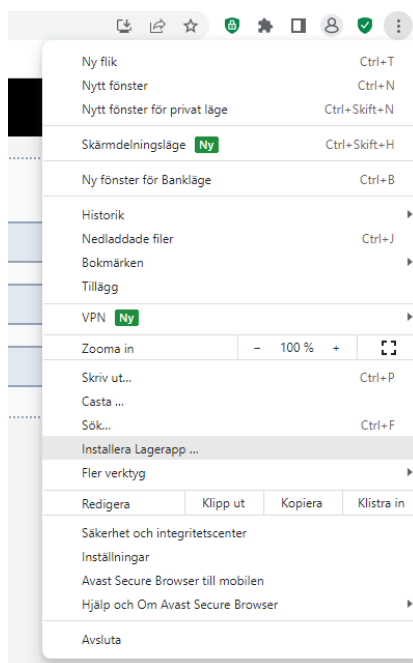 Ny flik Ctrl+T
Nytt fönster Ctrl+N
Nytt fönster för privat läge Ctrl+Skift+N
Skärmdelningsläge Ny Ctrl+Skift+H
Ny fönster för Bankläge Ctrl+B
Historik
Nedladdade filer Ctrl+J
Bokmärken
Tillägg
VPN Ny
Zooma in – 100 % +
Skriv ut... Ctrl+P
Casta ...
Sök... Ctrl+F
Installera Lagerapp ...
Fler verktyg
Redigera Klipp ut Kopiera Klistra in
Säkerhet och integritetscenter
Inställningar
Avast Secure Browser till mobilen
Hjälp och Om Avast Secure Browser
Avsluta